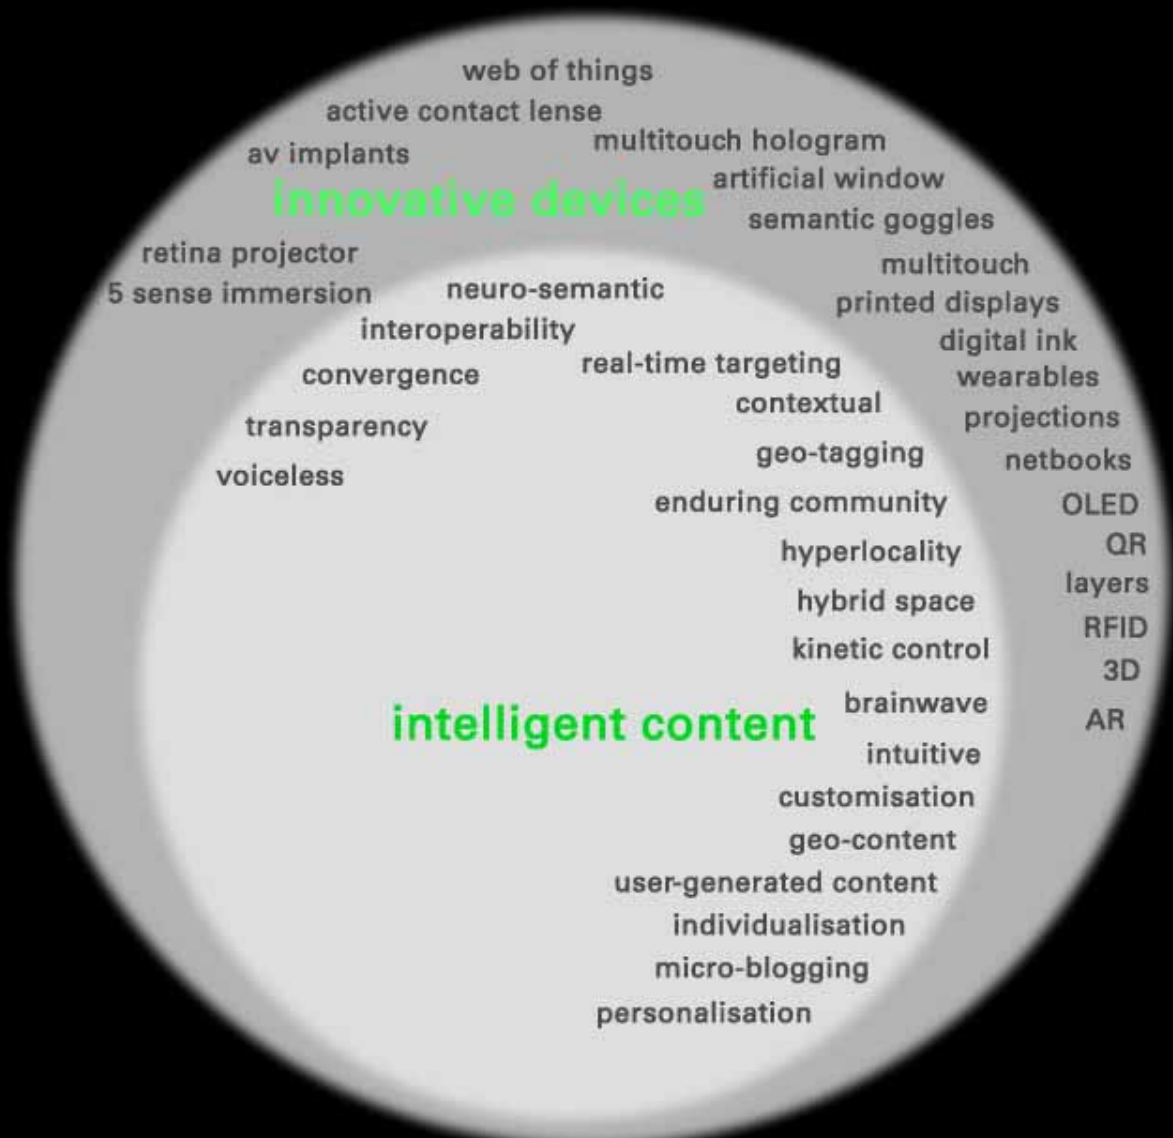 web of things
active contact lense
multitouch hologram
av implants
artificial window
innovative devices
semantic goggles
retina projector
multitouch
5 sense immersion
neuro-semantic
printed displays
interoperability
digital ink
real-time targeting
convergence
wearables
contextual
projections
transparency
geo-tagging
netbooks
voiceless
enduring community
OLED
QR
hyperlocality
layers
hybrid space
RFID
kinetic control
3D
brainwave
AR
intelligent content
intuitive
customisation
geo-content
user-generated content
individualisation
micro-blogging
personalisation